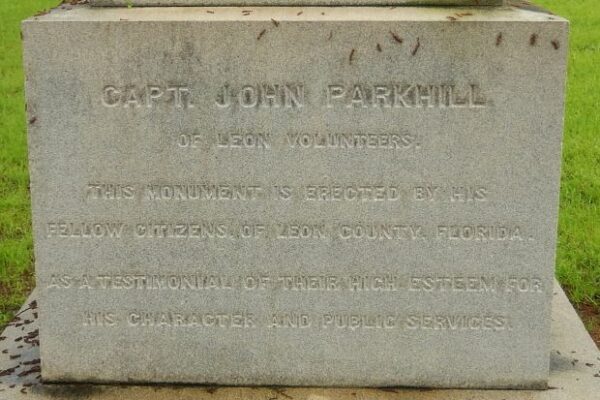 CAPT. JOHN PARKHILL
OF LEON VOLUNTEERS.
THIS MONUMENT IS ERECTED BY HIS
FELLOW CITIZENS, OF LEON, COUNTY, FLORIDA.
AS A TESTIMONIAL OF THEIR HIGH ESTEEM FOR
HIS CHARACTER AND PUBLIC SERVICES.